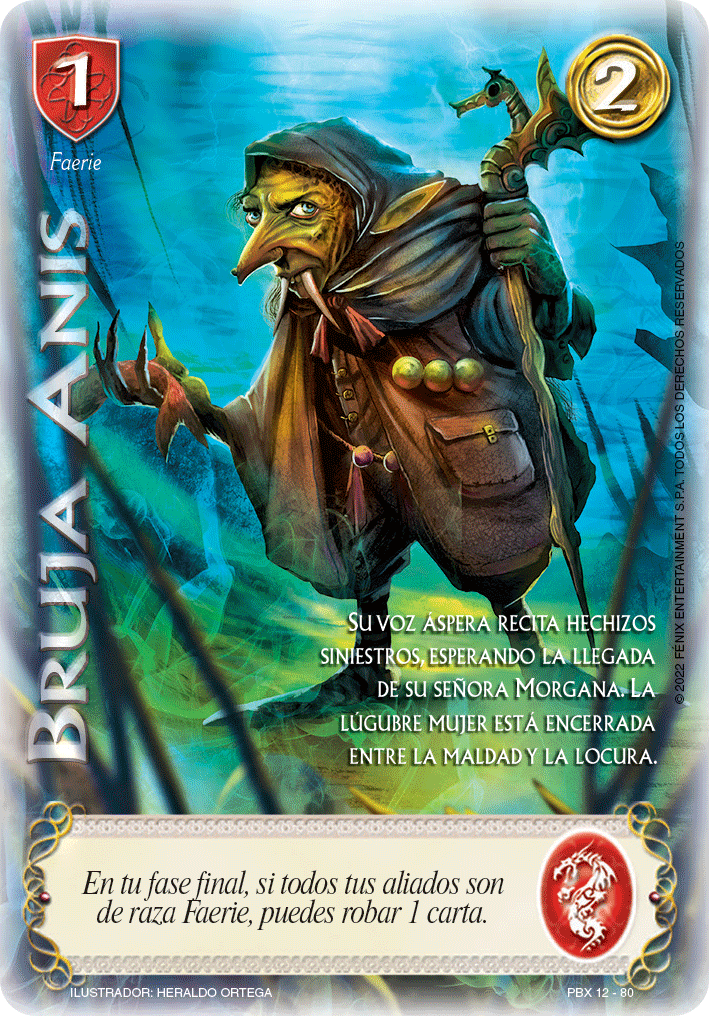 1
2
Faerie
BRUJA ANIS
SU VOZ ÁSPERA RECITA HECHIZOS
SINIESTROS, ESPERANDO LA LLEGADA
DE SU SEÑORA MORGANA. LA
LÚGUBRE MUJER ESTÁ ENCERRADA
ENTRE LA MALDAD Y LA LOCURA.
© 2022 FÉNIX ENTERTAINMENT S.P.A. TODOS LOS DERECHOS RESERVADOS
En tu fase final, si todos tus aliados son
de raza Faerie, puedes robar 1 carta.
ILUSTRADOR: HERALDO ORTEGA
PBX 12 - 80